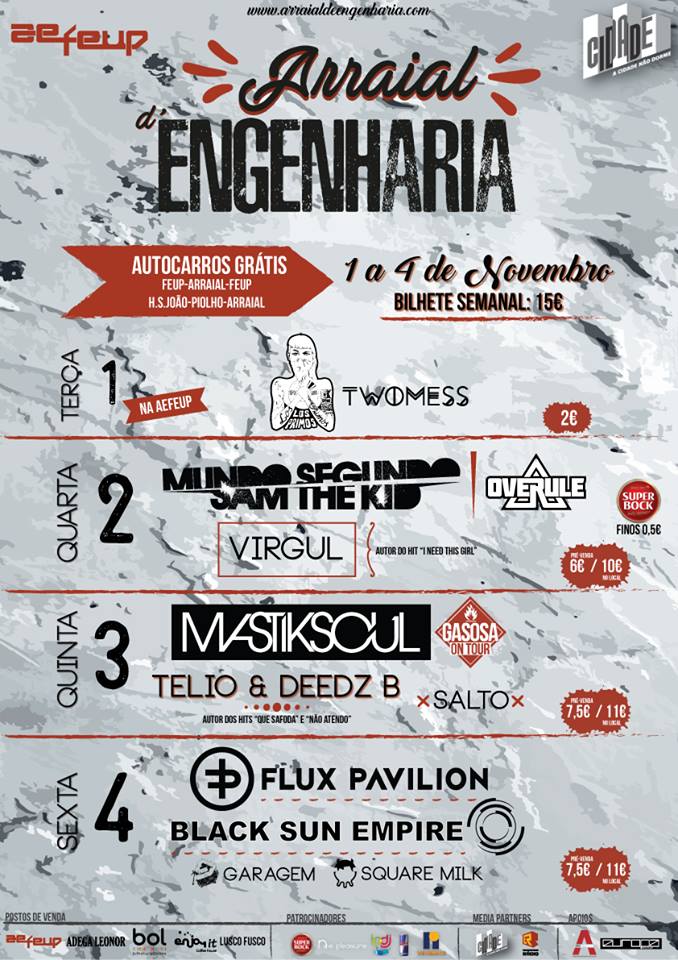 www.arraialdeengenharia.com
aefeup
CIDADE
A CIDADE NÃO DORME
Arraial
d'ENGENHARIA
AUTOCARROS GRÁTIS
FEUP-ARRAIAL-FEUP
H.S.JOÃO-PIOLHO-ARRAIAL
1 a 4 de Novembro
BILHETE SEMANAL: 15€
TERÇA
1
NA AEFEUP
LOS PRIMOS
TWOMESS
2€
QUARTA
2
MUNDO SEGUNDO
SAM THE KID
OVERULE
SUPER
BOCK
FINOS 0,5€
VIRGUL
AUTOR DO HIT "I NEED THIS GIRL"
PRÉ-VENDA
6€ / 10€
NO LOCAL
QUINTA
3
MASTIKSOUL
GASOSA
ON TOUR
TELIO & DEEDZ B
AUTOR DOS HITS "QUE SAFODA" E "NÃO ATENDO"
×SALTO×
7,5€ / 11€
NO LOCAL
SEXTA
4
FLUX PAVILION
BLACK SUN EMPIRE
GARAGEM
SQUARE MILK
PRÉ-VENDA
7,5€ / 11€
NO LOCAL
POSTOS DE VENDA
PATROCINADORES
MEDIA PARTNERS
APOIOS
aefeup
ADEGA LEONOR
bol
enjoy it
LUSCO FUSCO
SUPER
BOCK
CIDADE
RÁDIO
europa